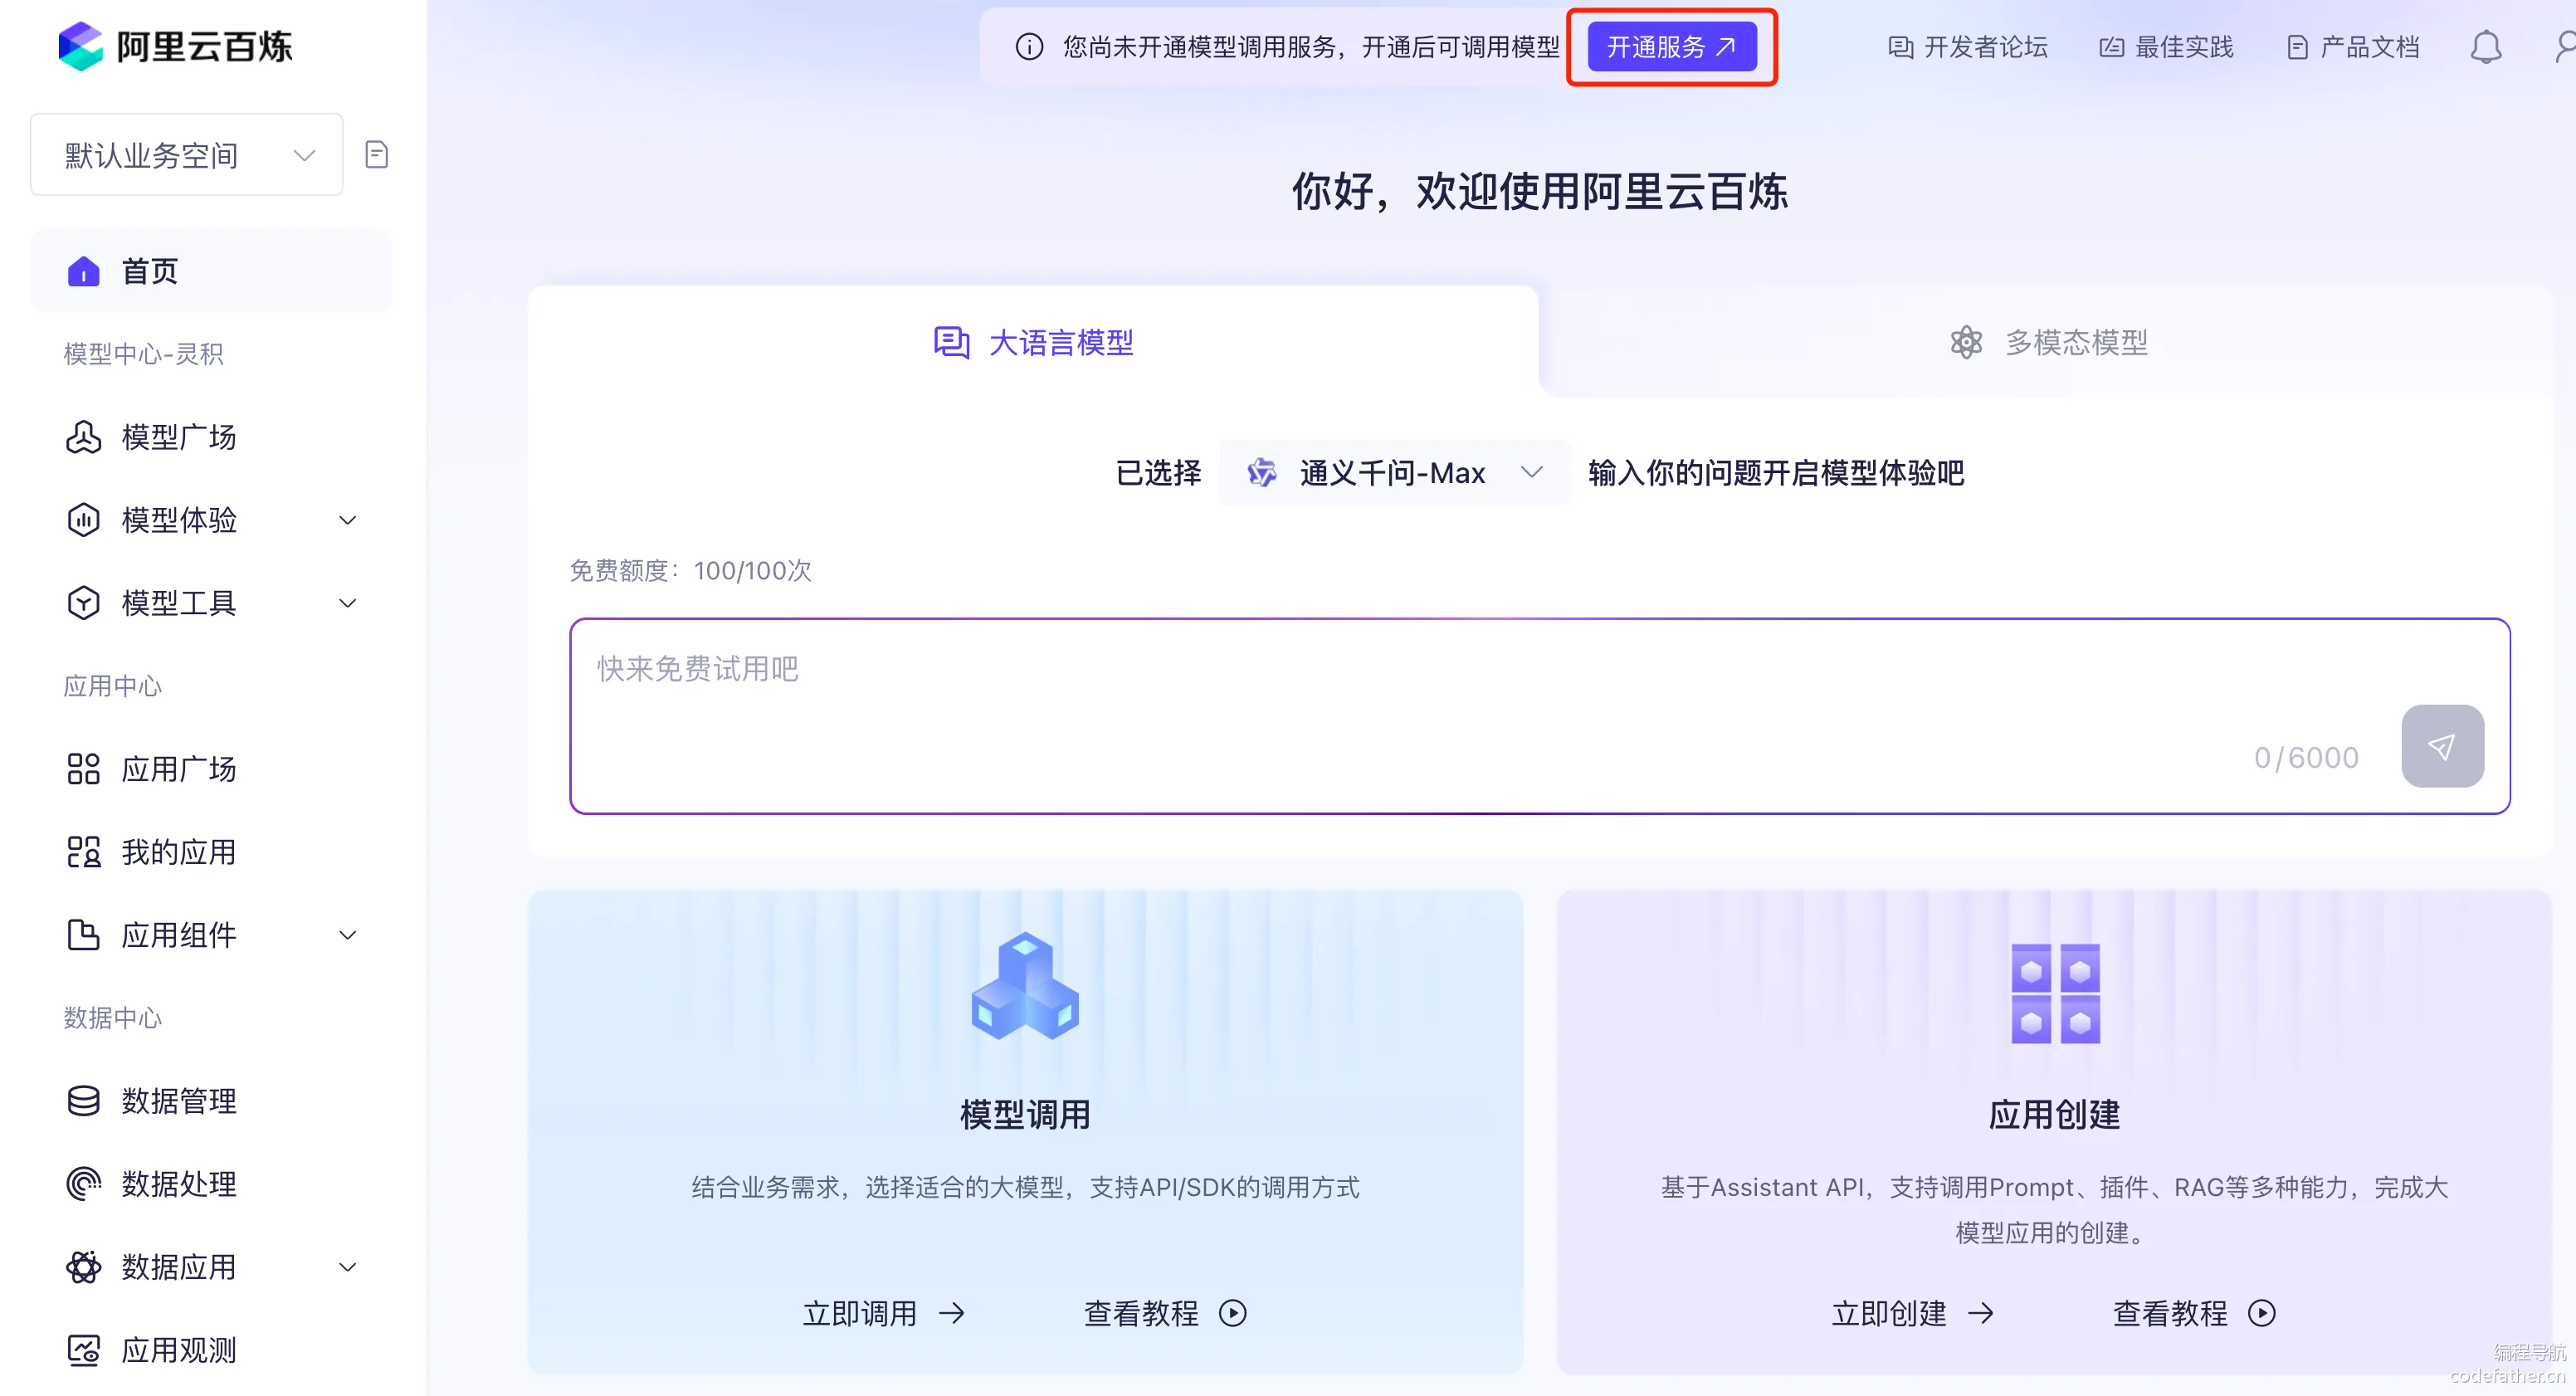 阿里云百炼
您尚未开通模型调用服务，开通后可调用模型
开通服务
开发者论坛
最佳实践
产品文档
默认业务空间
首页
模型中心-灵积
模型广场
模型体验
模型工具
应用中心
应用广场
我的应用
应用组件
数据中心
数据管理
数据处理
数据应用
应用观测
你好，欢迎使用阿里云百炼
大语言模型
多模态模型
已选择 通义千问-Max 输入你的问题开启模型体验吧
免费额度：100/100次
快来免费试用吧
0/6000
模型调用
结合业务需求，选择适合的大模型，支持API/SDK的调用方式
立即调用
查看教程
应用创建
基于Assistant API，支持调用Prompt、插件、RAG等多种能力，完成大
模型应用的创建。
立即创建
查看教程
编程导航
codefather.cn